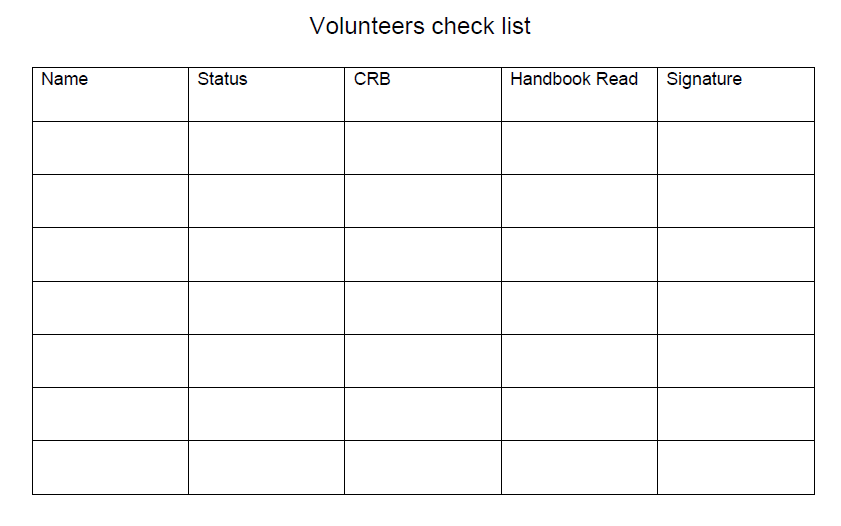 Volunteers check list
Name Status CRB Handbook Read Signature